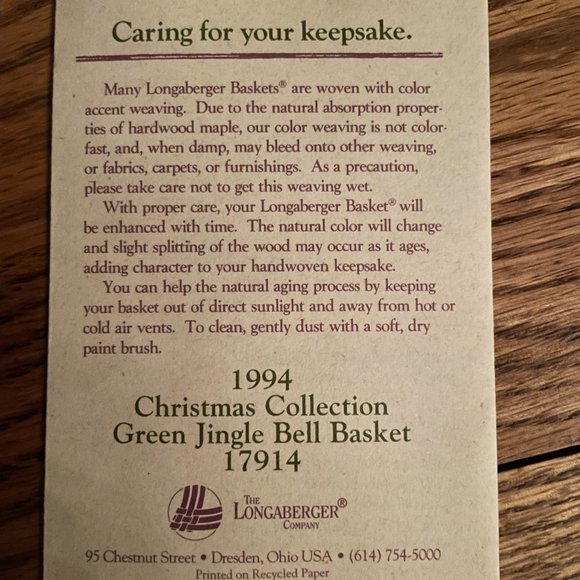 Caring for your keepsake.
Many Longaberger Baskets® are woven with color
accent weaving. Due to the natural absorption proper-
ties of hardwood maple, our color weaving is not color-
fast, and, when damp, may bleed onto other weaving,
or fabrics, carpets, or furnishings. As a precaution,
please take care not to get this weaving wet.
With proper care, your Longaberger Basket® will
be enhanced with time. The natural color will change
and slight splitting of the wood may occur as it ages,
adding character to your handwoven keepsake.
You can help the natural aging process by keeping
your basket out of direct sunlight and away from hot or
cold air vents. To clean, gently dust with a soft, dry
paint brush.
1994
Christmas Collection
Green Jingle Bell Basket
17914
THE
LONGABERGER®
COMPANY
95 Chestnut Street • Dresden, Ohio USA • (614) 754-5000
Printed on Recycled Paper